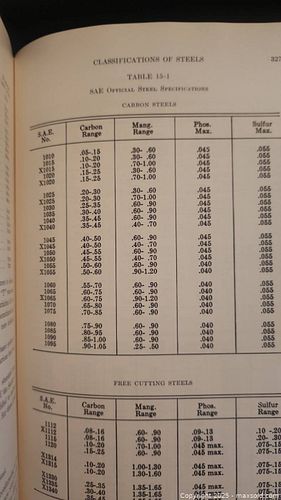 CLASSIFICATIONS OF STEELS 327
TABLE 15-1
SAE OFFICIAL STEEL SPECIFICATIONS
CARBON STEELS
S.A.E. No. Carbon Range Mang. Range Phos. Max. Sulfur Max.
1010 .05-.15 .30- .60 .045 .055
1015 .10-.20 .30- .60 .045 .055
X1015 .10-.20 .70-1.00 .045 .055
1020 .15-.25 .30- .60 .045 .055
X1020 .15-.25 .70-1.00 .045 .055
1025 .20-.30 .30- .60 .045 .055
X1025 .20-.30 .70-1.00 .045 .055
1030 .25-.35 .60- .90 .045 .055
1035 .30-.40 .60- .90 .045 .055
1040 .35-.45 .60- .90 .045 .055
X1040 .35-.45 .40- .70 .045 .055
1045 .40-.50 .60- .90 .045 .055
X1045 .40-.50 .40- .70 .045 .055
1050 .45-.55 .60- .90 .045 .055
X1050 .45-.55 .40- .70 .045 .055
1055 .50-.60 .60- .90 .040 .055
X1055 .50-.60 .90-1.20 .040 .055
1060 .55-.70 .60- .90 .040 .055
1065 .60-.75 .60- .90 .040 .055
X1065 .60-.75 .90-1.20 .040 .055
1070 .65-.80 .60- .90 .040 .055
1075 .70-.85 .60- .90 .040 .055
1080 .75-.90 .60- .90 .040 .055
1085 .80-.95 .60- .90 .040 .055
1090 .85-1.00 .60- .90 .040 .055
1095 .90-1.05 .25- .50 .040 .055
FREE CUTTING STEELS
S.A.E. No. Carbon Range Mang. Range Phos. Range Sulfur Range
1112 .08-.16 .60- .90 .09-.13 .10 -.20
X1112 .08-.16 .60- .90 .09-.13 .20- .30
1115 .10-.20 .70-1.00 .045 max. .075-.15
1120
X1314 .10-.20 1.00-1.30 .045 max. .075-.15
X1315 .10-.20 1.30-1.60 .045 max. .075-.15
X1330 .25-.35 1.35-1.65 .045 max. .075-.15
X1335 .30-.40 1.35-1.65 .045 max. .075-.15
X1340 .35-.45
Copyright 2025 - maxsold.com